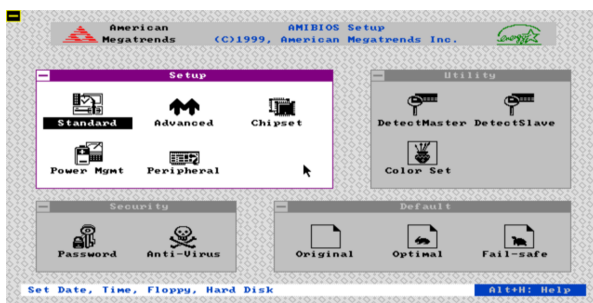 American
Megatrends
AMIBIOS Setup
(C)1999, American Megatrends Inc.
energy
Setup
Standard Advanced Chipset
Power Mgmt Peripheral
Utility
DetectMaster DetectSlave
Color Set
Security
Password Anti-Virus
Default
Original Optimal Fail-safe
Set Date, Time, Floppy, Hard Disk
Alt+H: Help